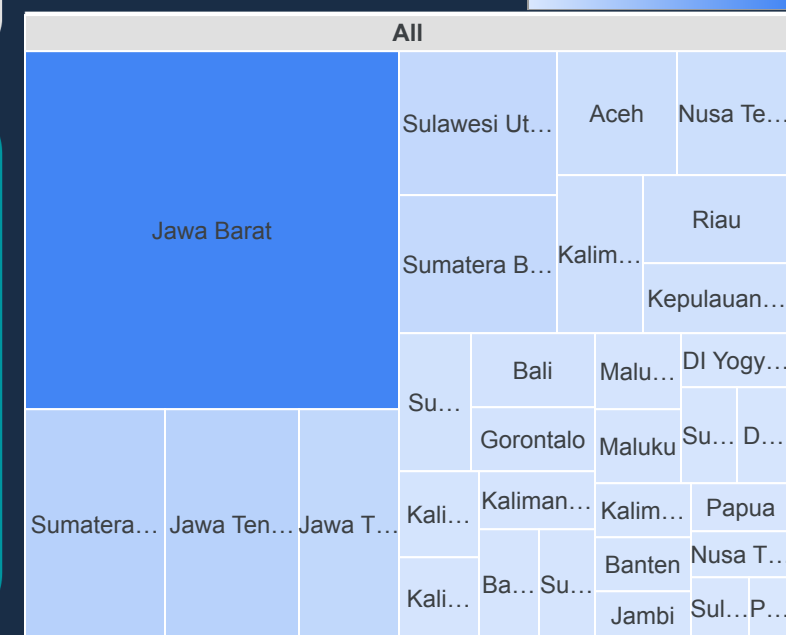 All
Jawa Barat
Sumatera…
Jawa Ten…
Jawa T…
Sulawesi Ut…
Sumatera B…
Aceh
Nusa Te…
Kalim…
Riau
Kepulauan…
Su…
Bali
Gorontalo
Malu…
Maluku
DI Yogy…
Su…
D…
Kali…
Kali…
Kaliman…
Ba…
Su…
Kalim…
Banten
Jambi
Papua
Nusa T…
Sul…
P…